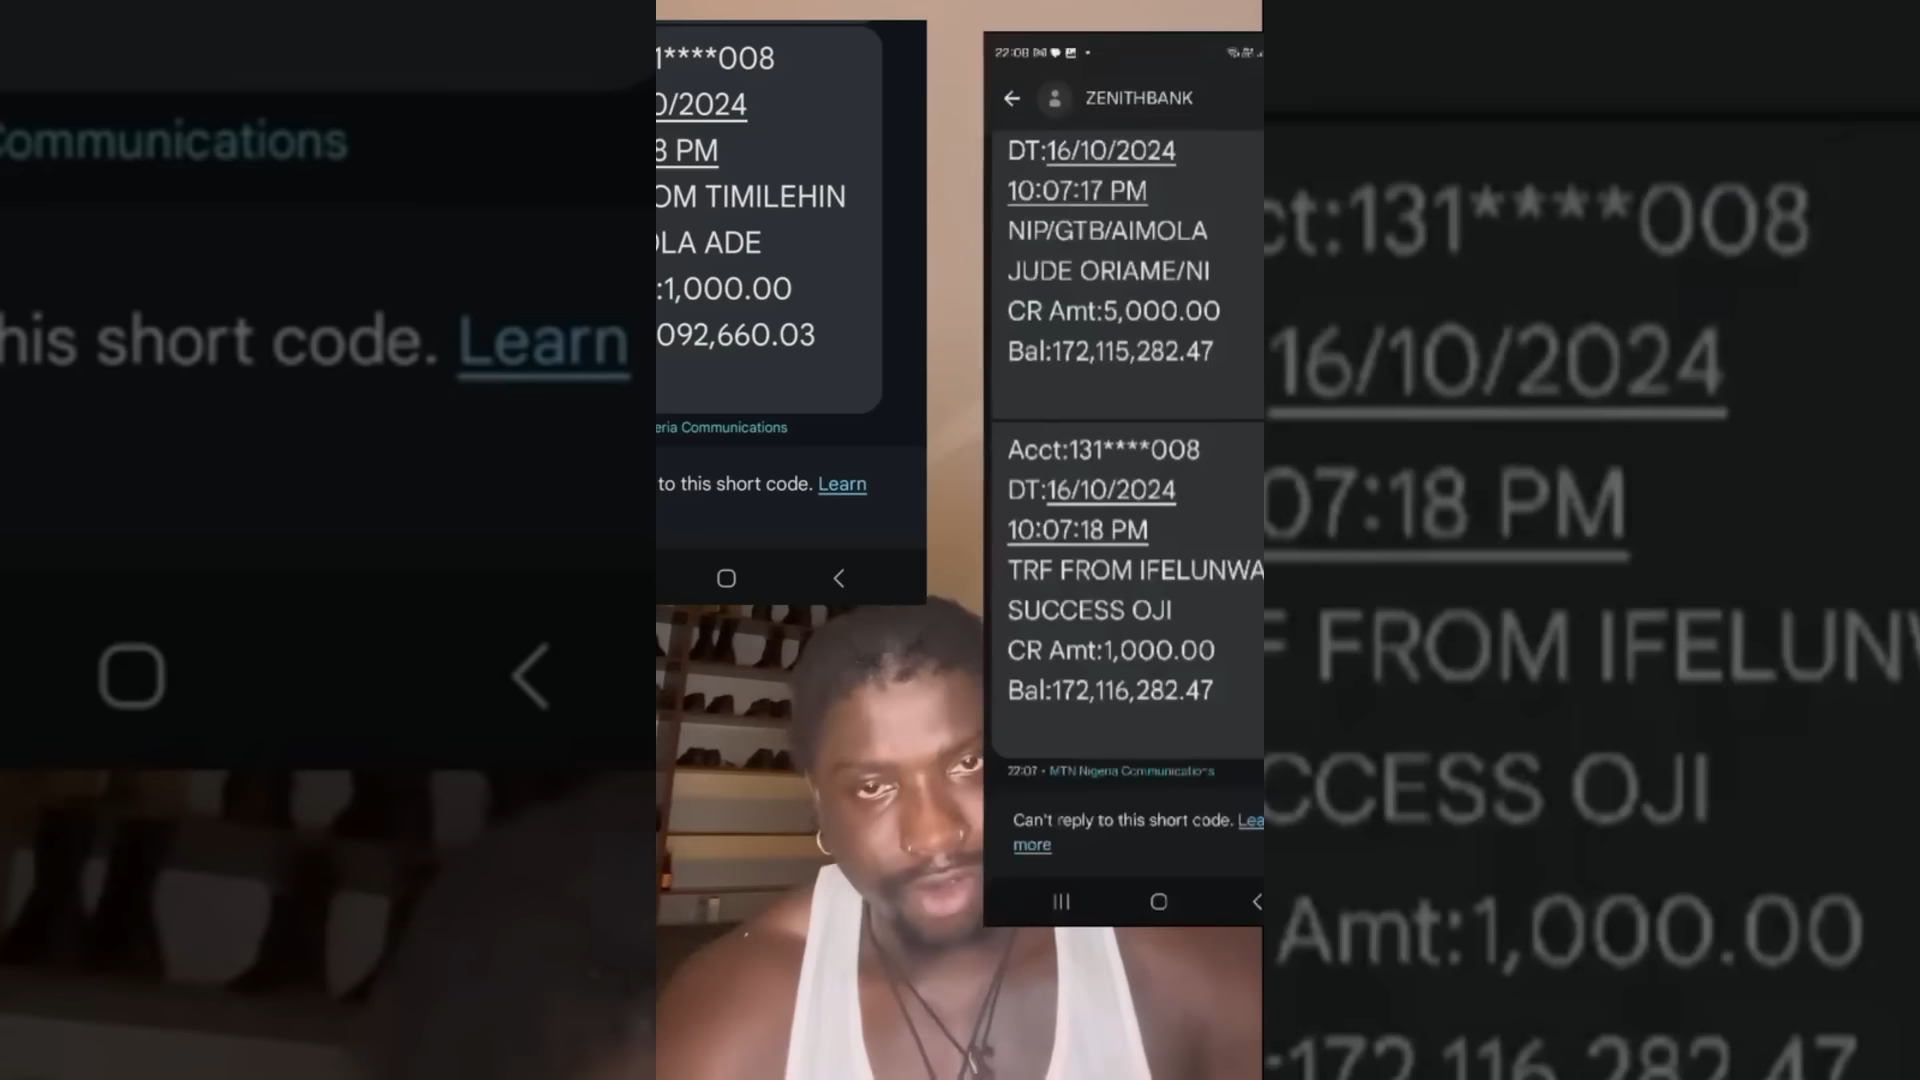 Communications
his short code. Learn
1****008
0/2024
8 PM
OM TIMILEHIN
OLA ADE
:1,000.00
092,660.03
eria Communications
to this short code. Learn
22:08
ZENITHBANK
DT:16/10/2024
10:07:17 PM
NIP/GTB/AIMOLA
JUDE ORIAME/NI
CR Amt:5,000.00
Bal:172,115,282.47
Acct:131****008
DT:16/10/2024
10:07:18 PM
TRF FROM IFELUNWA
SUCCESS OJI
CR Amt:1,000.00
Bal:172,116,282.47
22:07 • MTN Nigeria Communications
Can't reply to this short code. Lea
more
ct:131****008
16/10/2024
07:18 PM
F FROM IFELUNW
CCESS OJI
Amt:1,000.00
:172,116,282.47